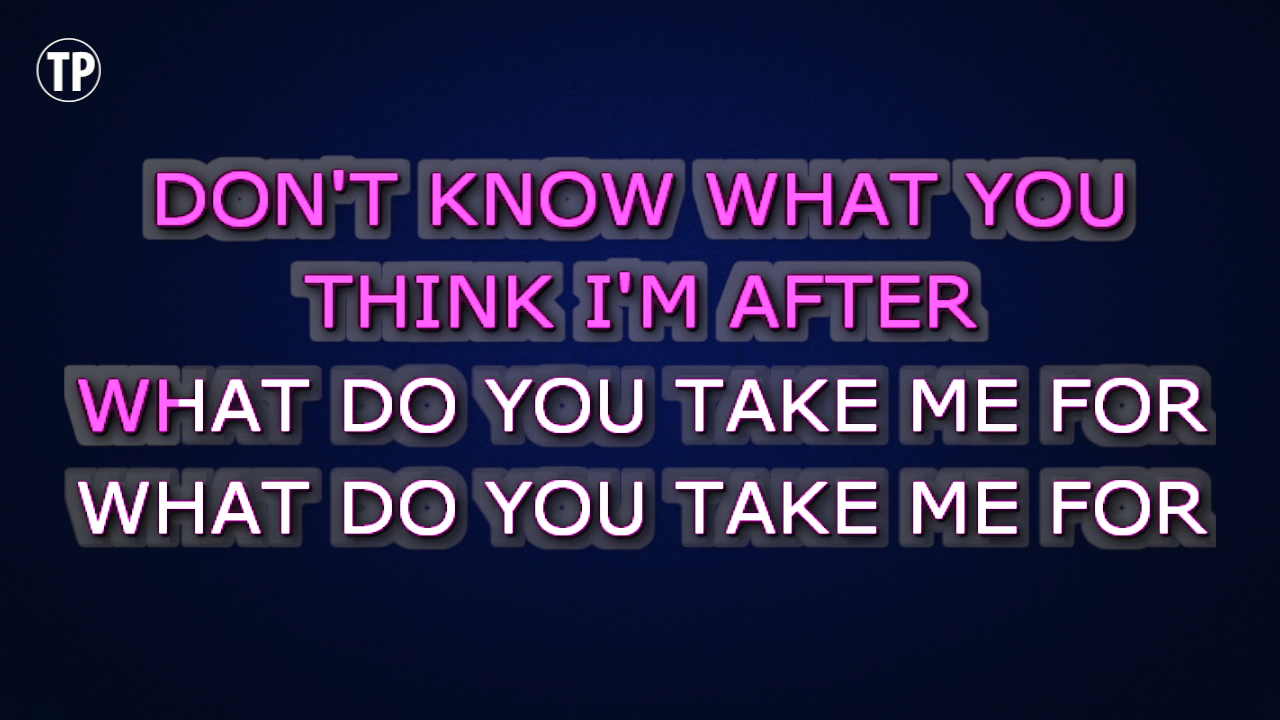 TP
DON'T KNOW WHAT YOU
THINK I'M AFTER
WHAT DO YOU TAKE ME FOR
WHAT DO YOU TAKE ME FOR